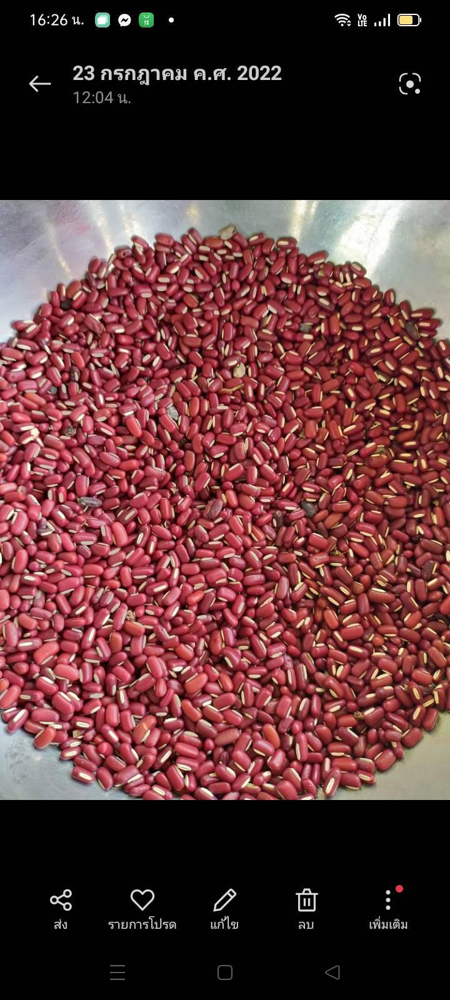 16:26 น.
Vo
LTE
23 กรกฎาคม ค.ศ. 2022
12:04 น.
ส่ง
รายการโปรด
แก้ไข
ลบ
เพิ่มเติม